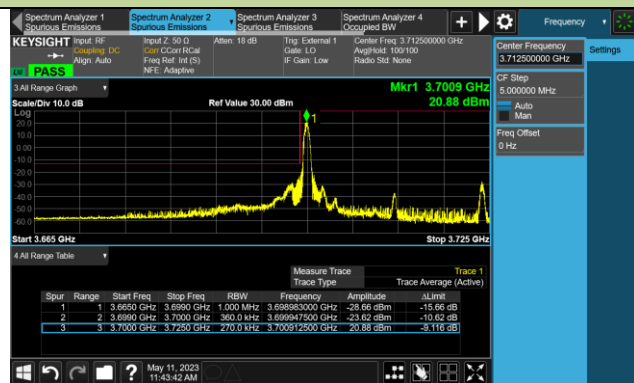 Spectrum Analyzer 1 Spectrum Analyzer 2 Spectrum Analyzer 3 Spectrum Analyzer 4 Frequency
Spurious Emissions Spurious Emissions Spurious Emissions Occupied BW
KEYSIGHT Input: RF Input Z: 50 Ω Atten: 18 dB Trig: External 1 Center Freq: 3.712500000 GHz
Coupling: DC Corr CCorr RCal Gate: LO Avg|Hold: 100/100
Align: Auto Freq Ref: Int (S) IF Gain: Low Radio Std: None
NFE: Adaptive
PASS
Center Frequency
3.712500000 GHz
Settings
CF Step
5.000000 MHz
Auto
Man
Freq Offset
0 Hz
3 All Range Graph Mkr1 3.7009 GHz
Scale/Div 10.0 dB Ref Value 30.00 dBm 20.88 dBm
Log
20.0
10.0
0.00
-10.0
-20.0
-30.0
-40.0
-50.0
-60.0
1
Start 3.665 GHz Stop 3.725 GHz
4 All Range Table
Measure Trace Trace 1
Trace Type Trace Average (Active)
Spur Range Start Freq Stop Freq RBW Frequency Amplitude ΔLimit
1 1 3.6650 GHz 3.6990 GHz 1.000 MHz 3.698983000 GHz -28.66 dBm -15.66 dB
2 2 3.6990 GHz 3.7000 GHz 360.0 kHz 3.699947500 GHz -23.62 dBm -10.62 dB
3 3 3.7000 GHz 3.7250 GHz 270.0 kHz 3.700912500 GHz 20.88 dBm -9.116 dB
May 11, 2023
11:43:42 AM